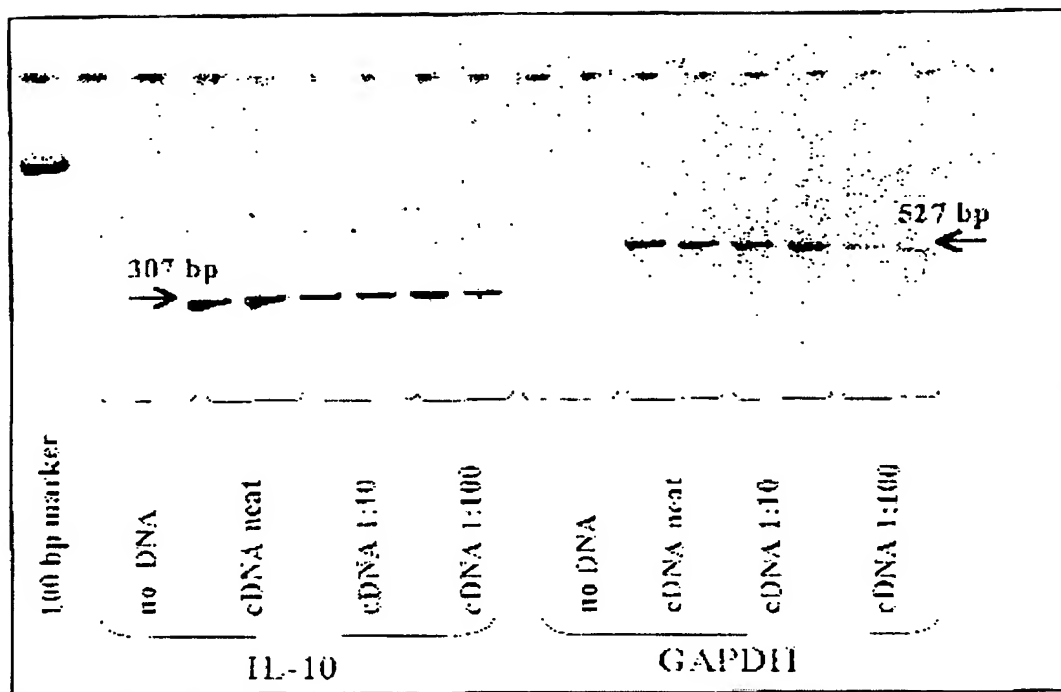 527 bp
307 bp
100 bp marker
no DNA
cDNA neat
cDNA 1:10
cDNA 1:100
no DNA
cDNA neat
cDNA 1:10
cDNA 1:100
IL-10
GAPDH